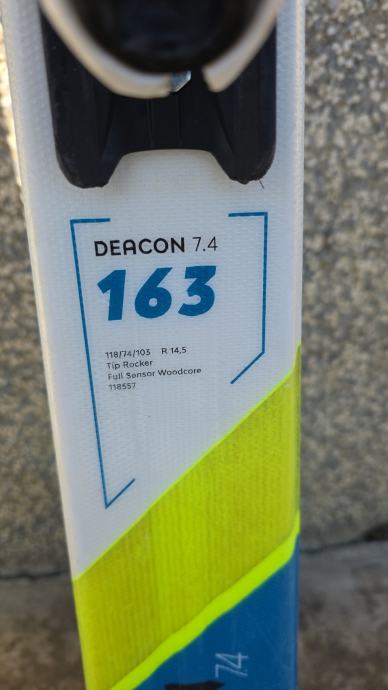 DEACON 7.4
163
118/74/103 R 14,5
Tip Rocker
Full Sensor Woodcore
118557
74